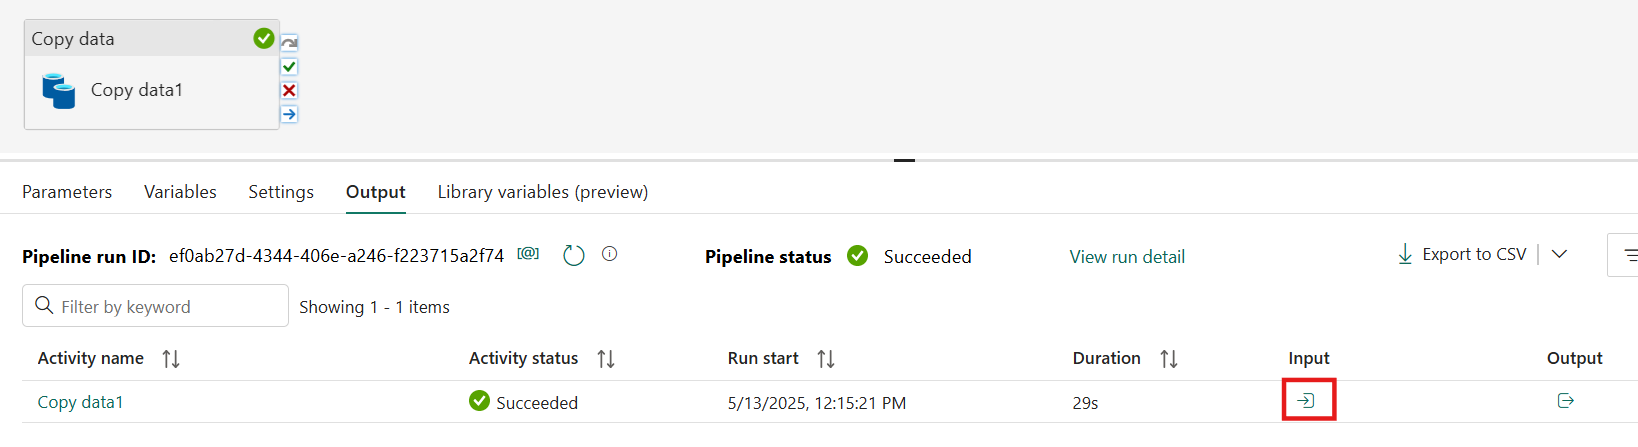 Copy data
Copy data1
Parameters Variables Settings Output Library variables (preview)
Pipeline run ID: ef0ab27d-4344-406e-a246-f223715a2f74 [@] Pipeline status Succeeded View run detail Export to CSV
Filter by keyword Showing 1 - 1 items
Activity name Activity status Run start Duration Input Output
Copy data1 Succeeded 5/13/2025, 12:15:21 PM 29s